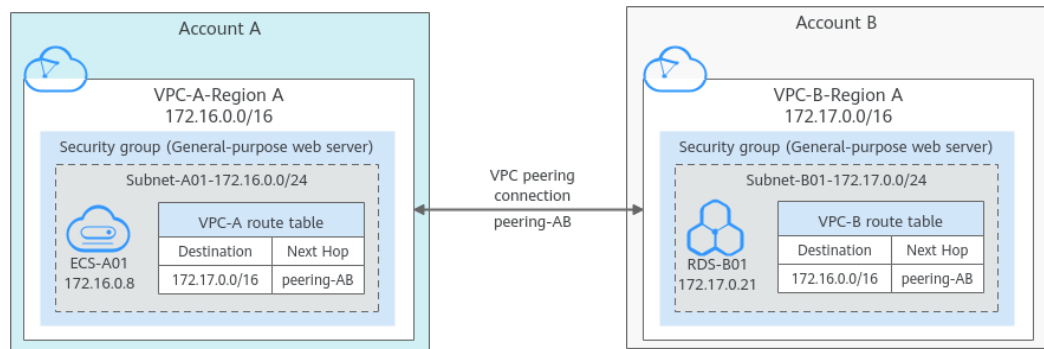 Account A
VPC-A-Region A
172.16.0.0/16
Security group (General-purpose web server)
Subnet-A01-172.16.0.0/24
ECS-A01
172.16.0.8
VPC-A route table
Destination Next Hop
172.17.0.0/16 peering-AB
VPC peering
connection
peering-AB
Account B
VPC-B-Region A
172.17.0.0/16
Security group (General-purpose web server)
Subnet-B01-172.17.0.0/24
RDS-B01
172.17.0.21
VPC-B route table
Destination Next Hop
172.16.0.0/16 peering-AB